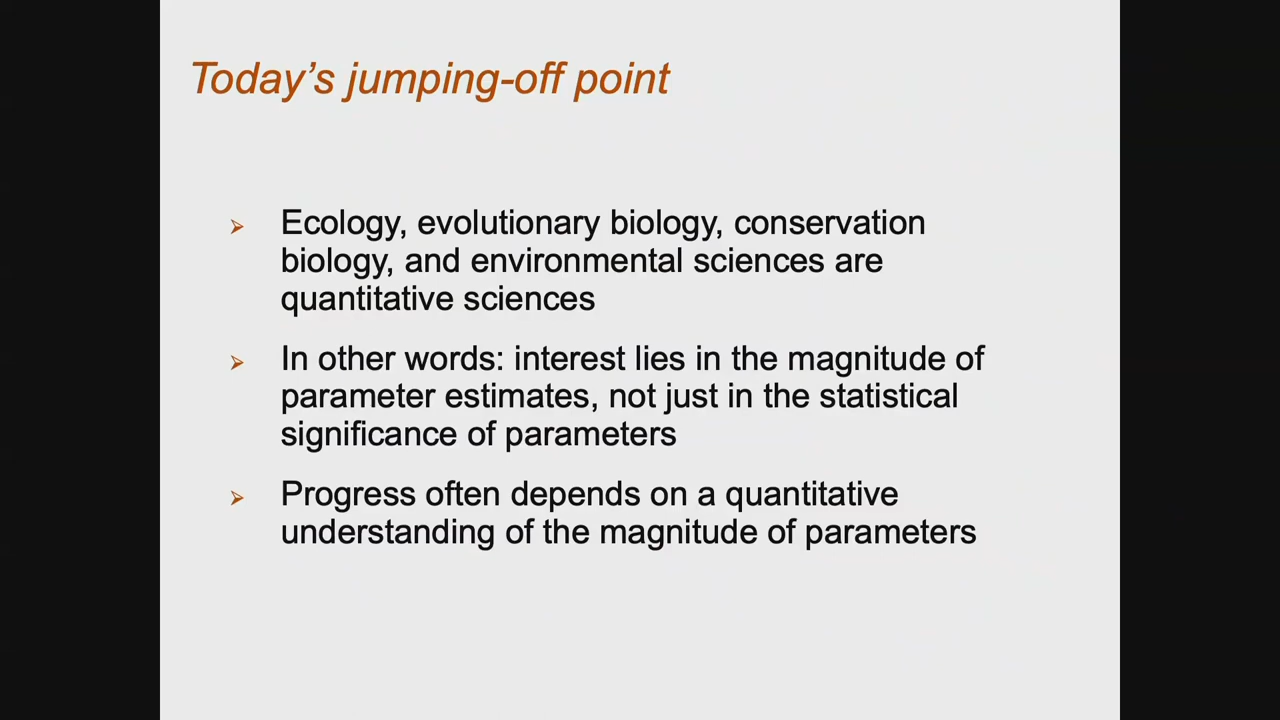 Today’s jumping-off point
Ecology, evolutionary biology, conservation
biology, and environmental sciences are
quantitative sciences
In other words: interest lies in the magnitude of
parameter estimates, not just in the statistical
significance of parameters
Progress often depends on a quantitative
understanding of the magnitude of parameters